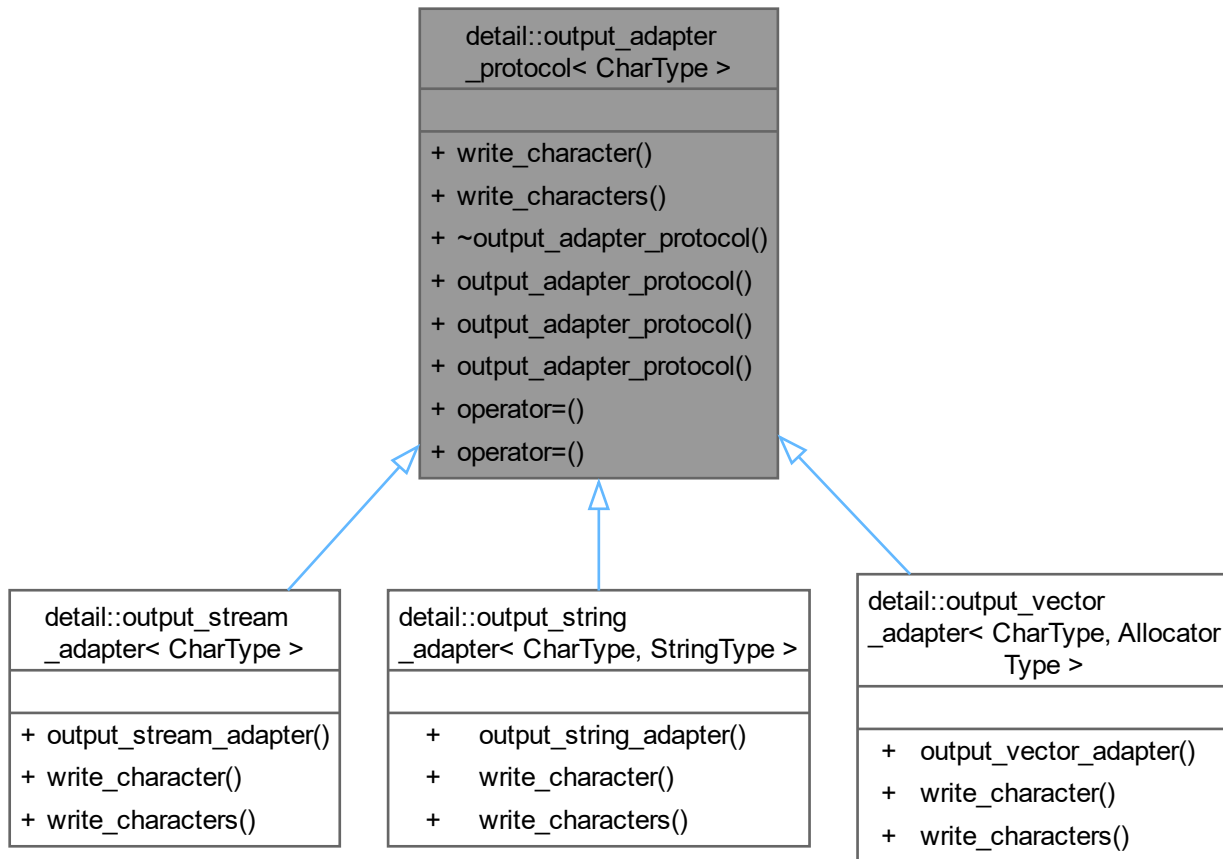 detail::output_adapter
_protocol< CharType >
+ write_character()
+ write_characters()
+ ~output_adapter_protocol()
+ output_adapter_protocol()
+ output_adapter_protocol()
+ output_adapter_protocol()
+ operator=()
+ operator=()
detail::output_stream
_adapter< CharType >
+ output_stream_adapter()
+ write_character()
+ write_characters()
detail::output_string
_adapter< CharType, StringType >
+ output_string_adapter()
+ write_character()
+ write_characters()
detail::output_vector
_adapter< CharType, Allocator
Type >
+ output_vector_adapter()
+ write_character()
+ write_characters()